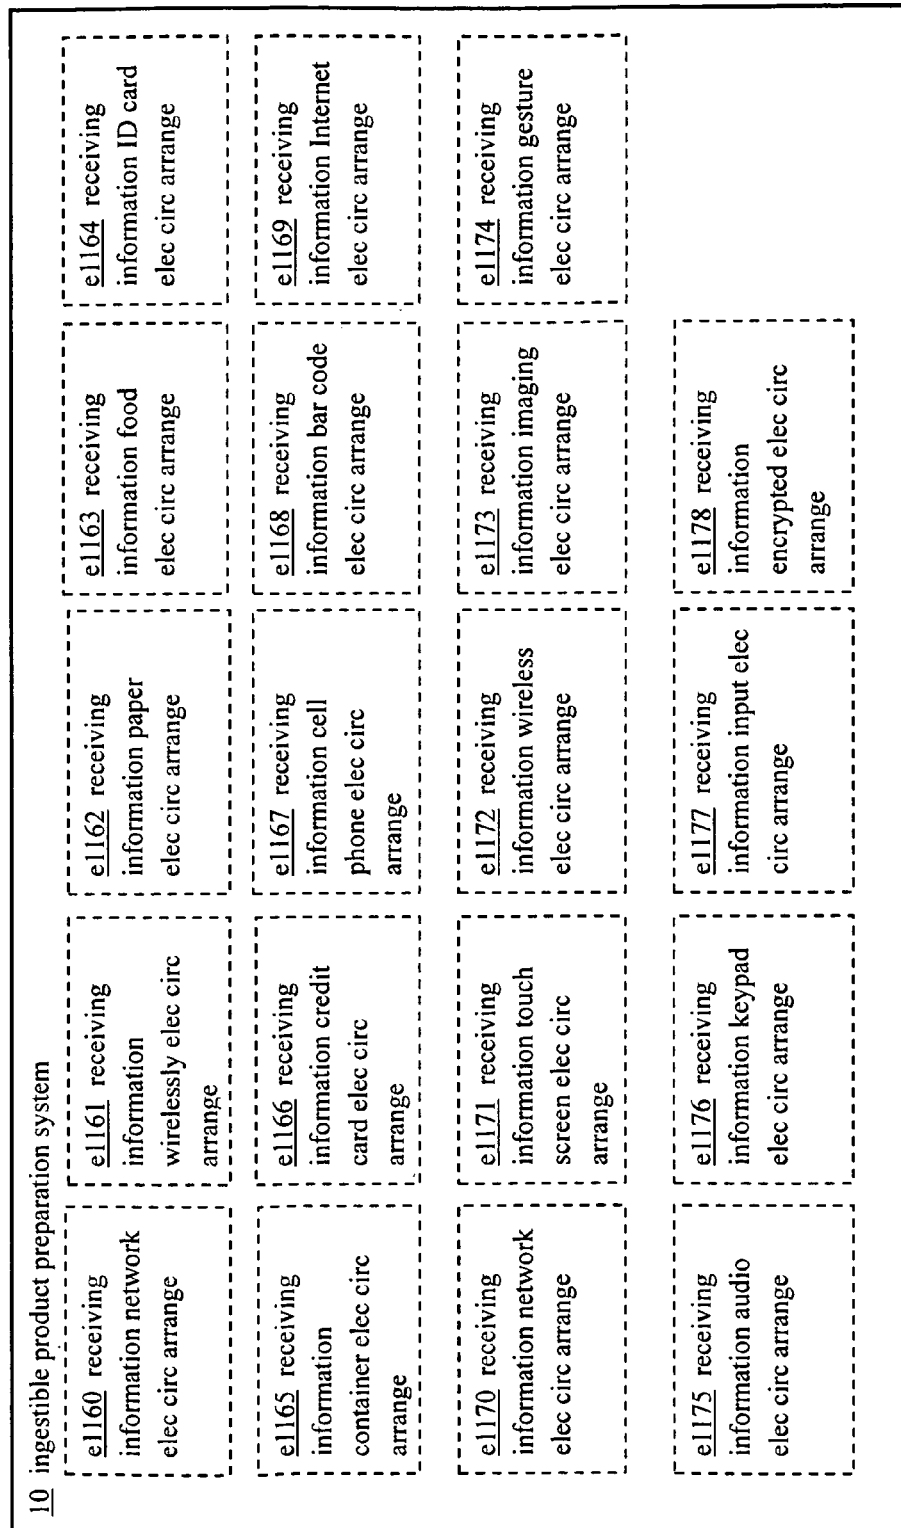 10 ingestible product preparation system
e1160 receiving
information network
elec circ arrange
e1161 receiving
information
wirelessly elec circ
arrange
e1162 receiving
information paper
elec circ arrange
e1163 receiving
information food
elec circ arrange
e1164 receiving
information ID card
elec circ arrange
e1165 receiving
information
container elec circ
arrange
e1166 receiving
information credit
card elec circ
arrange
e1167 receiving
information cell
phone elec circ
arrange
e1168 receiving
information bar code
elec circ arrange
e1169 receiving
information Internet
elec circ arrange
e1170 receiving
information network
elec circ arrange
e1171 receiving
information touch
screen elec circ
arrange
e1172 receiving
information wireless
elec circ arrange
e1173 receiving
information imaging
elec circ arrange
e1174 receiving
information gesture
elec circ arrange
e1175 receiving
information audio
elec circ arrange
e1176 receiving
information keypad
elec circ arrange
e1177 receiving
information input elec
circ arrange
e1178 receiving
information
encrypted elec circ
arrange